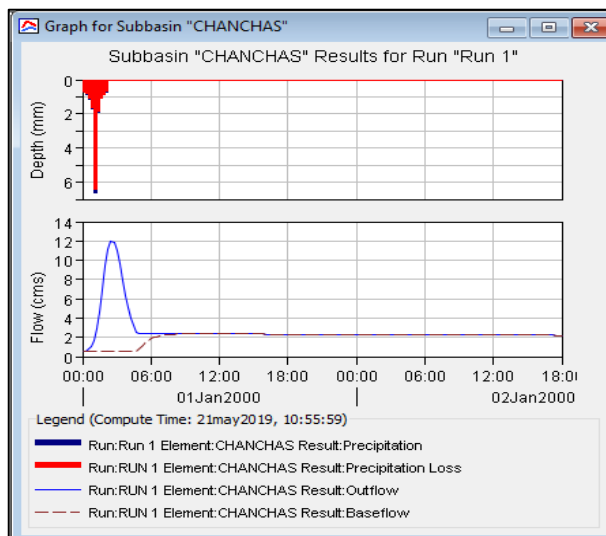 Graph for Subbasin "CHANCHAS"
Subbasin "CHANCHAS" Results for Run "Run 1"
Depth (mm)
0
2
4
6
Flow (cms)
14
12
10
8
6
4
2
0
00:00 06:00 12:00 18:00 00:00 06:00 12:00 18:0
01Jan2000 02Jan2000
Legend (Compute Time: 21may2019, 10:55:59)
Run:Run 1 Element:CHANCHAS Result:Precipitation
Run:RUN 1 Element:CHANCHAS Result:Precipitation Loss
Run:RUN 1 Element:CHANCHAS Result:Outflow
Run:RUN 1 Element:CHANCHAS Result:Baseflow